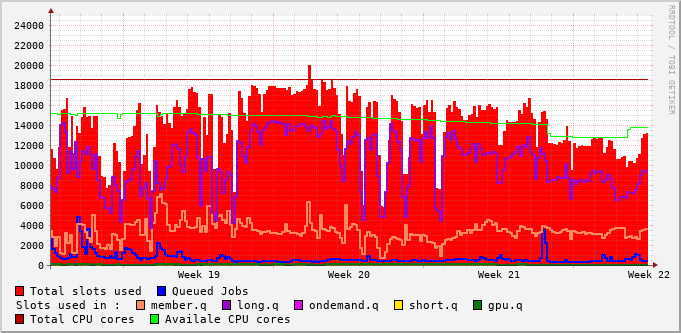 RRDTOOL / TOBI OETIKER
24000
22000
20000
18000
16000
14000
12000
10000
8000
6000
4000
2000
0
Week 19 Week 20 Week 21 Week 22
Total slots used Queued Jobs
Slots used in : member.q long.q ondemand.q short.q gpu.q
Total CPU cores Availale CPU cores